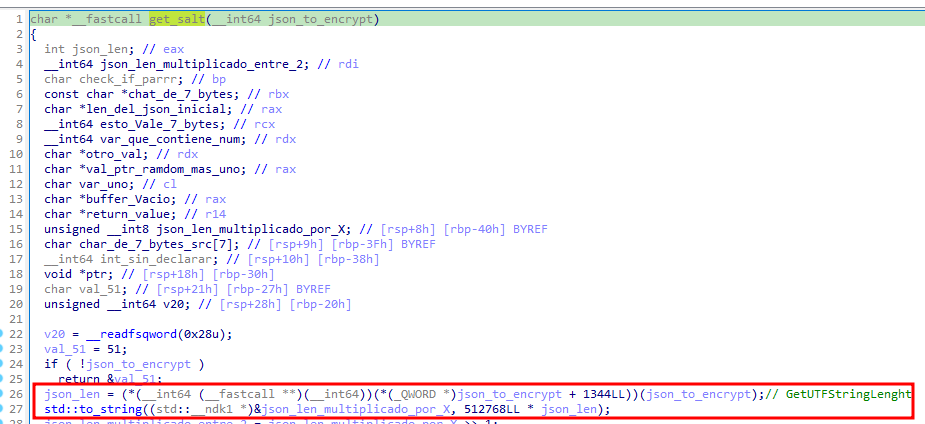 1 char *__fastcall get_salt(__int64 json_to_encrypt)
2 {
3 int json_len; // eax
4 __int64 json_len_multiplicado_entre_2; // rdi
5 char check_if_parrr; // bp
6 const char *chat_de_7_bytes; // rbx
7 char *len_del_json_inicial; // rax
8 __int64 esto_Vale_7_bytes; // rcx
9 __int64 var_que_contiene_num; // rdx
10 char *otro_val; // rdx
11 char *val_ptr_ramdom_mas_uno; // rax
12 char var_uno; // cl
13 char *buffer_Vacio; // rax
14 char *return_value; // r14
15 unsigned __int8 json_len_multiplicado_por_X; // [rsp+8h] [rbp-40h] BYREF
16 char char_de_7_bytes_src[7]; // [rsp+9h] [rbp-3Fh] BYREF
17 __int64 int_sin_declarar; // [rsp+10h] [rbp-38h]
18 void *ptr; // [rsp+18h] [rbp-30h]
19 char val_51; // [rsp+21h] [rbp-27h] BYREF
20 unsigned __int64 v20; // [rsp+28h] [rbp-20h]
21
22 v20 = __readfsqword(0x28u);
23 val_51 = 51;
24 if ( !json_to_encrypt )
25 return &val_51;
26 json_len = (*(__int64 (__fastcall **)(__int64))(*(_QWORD *)json_to_encrypt + 1344LL))(json_to_encrypt);// GetUTFStringLenght
27 std::to_string((std::__ndk1 *)&json_len_multiplicado_por_X, 512768LL * json_len);
28 json_len_multiplicado_entre_2 = json_len_multiplicado_por_X >> 1;